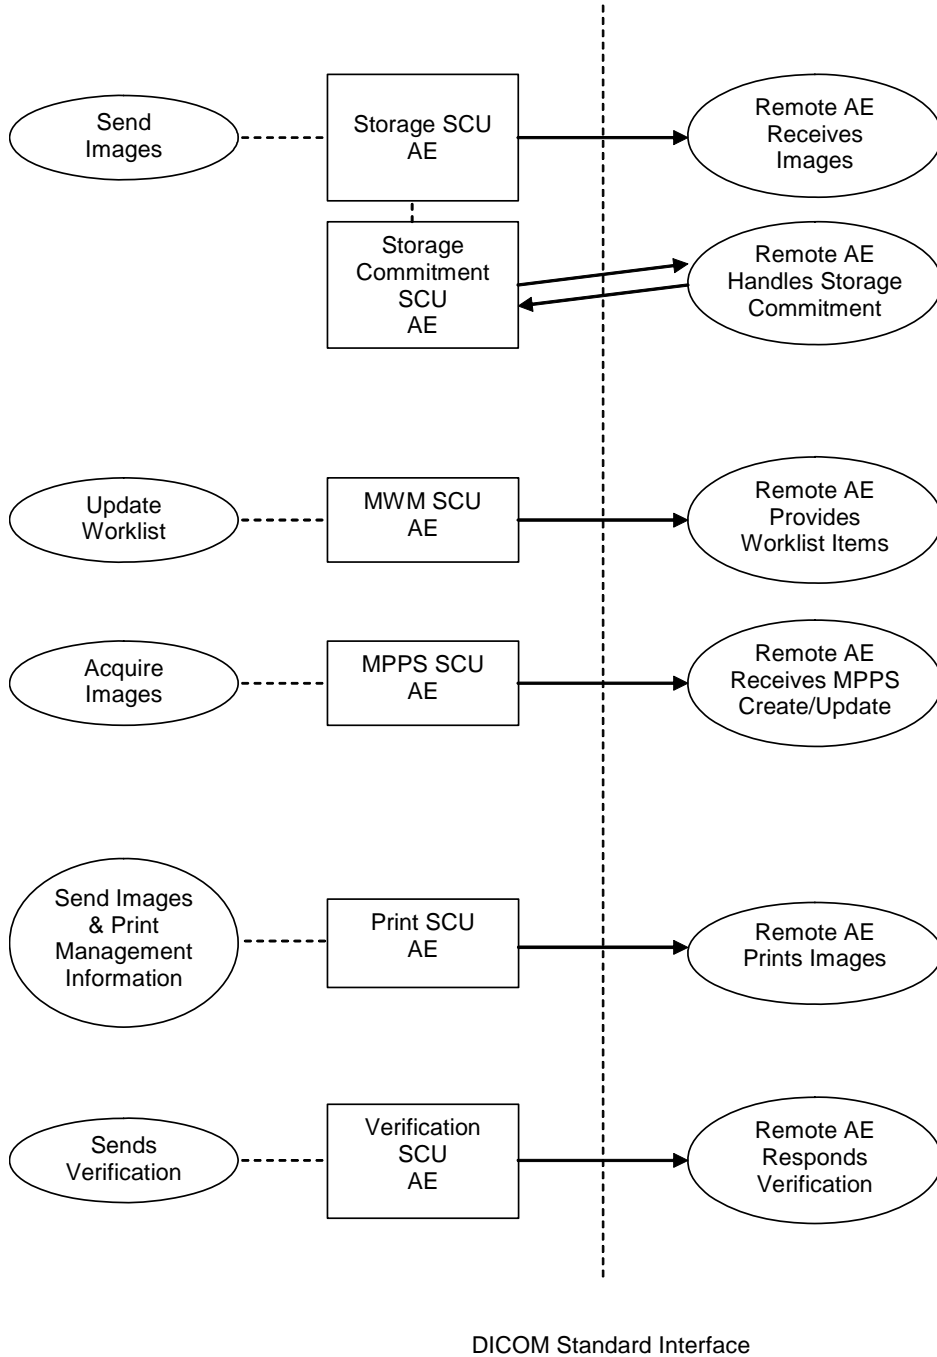 Send
Images
Storage SCU
AE
Remote AE
Receives
Images
Storage
Commitment
SCU
AE
Remote AE
Handles Storage
Commitment
Update
Worklist
MWM SCU
AE
Remote AE
Provides
Worklist Items
Acquire
Images
MPPS SCU
AE
Remote AE
Receives MPPS
Create/Update
Send Images
& Print
Management
Information
Print SCU
AE
Remote AE
Prints Images
Sends
Verification
Verification
SCU
AE
Remote AE
Responds
Verification
DICOM Standard Interface